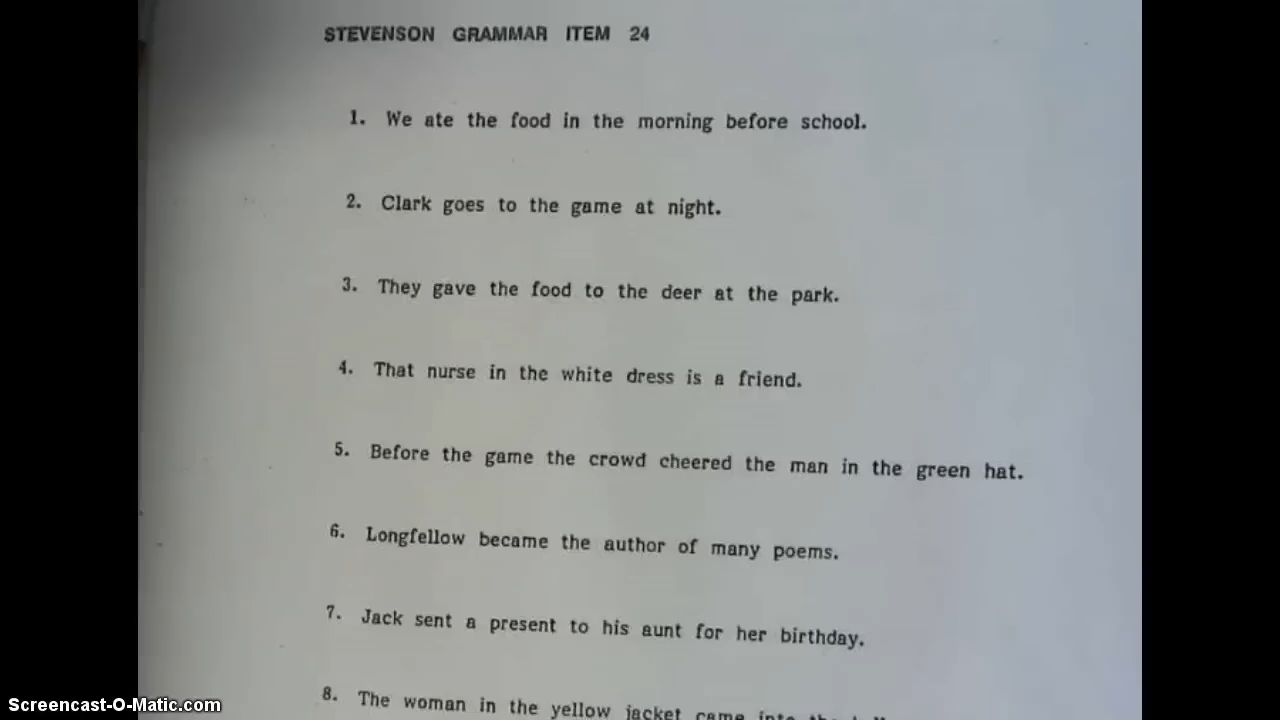 STEVENSON GRAMMAR ITEM 24
1. We ate the food in the morning before school.
2. Clark goes to the game at night.
3. They gave the food to the deer at the park.
4. That nurse in the white dress is a friend.
5. Before the game the crowd cheered the man in the green hat.
6. Longfellow became the author of many poems.
7. Jack sent a present to his aunt for her birthday.
8. The woman in the yellow jacket came into the
Screencast-O-Matic.com